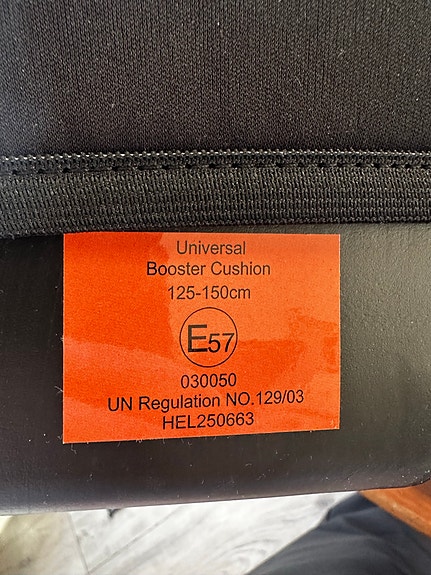 Universal
Booster Cushion
125-150cm
E57
030050
UN Regulation NO.129/03
HEL250663